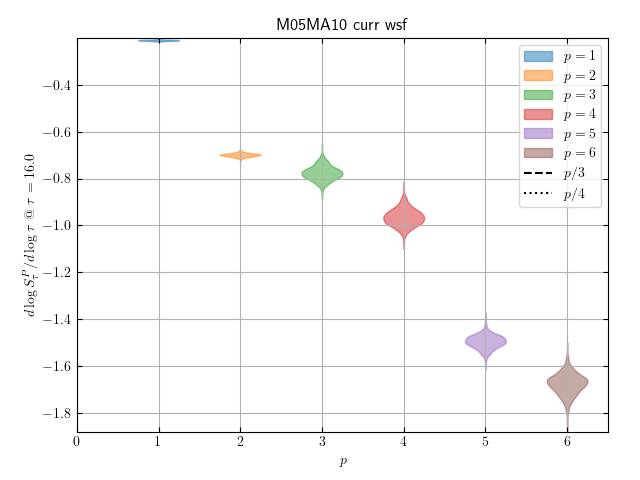 M05MA10 curr wsf
d log S_τ^p / d log τ @ τ = 16.0
−0.4
−0.6
−0.8
−1.0
−1.2
−1.4
−1.6
−1.8
0 1 2 3 4 5 6
p
p = 1
p = 2
p = 3
p = 4
p = 5
p = 6
p/3
p/4